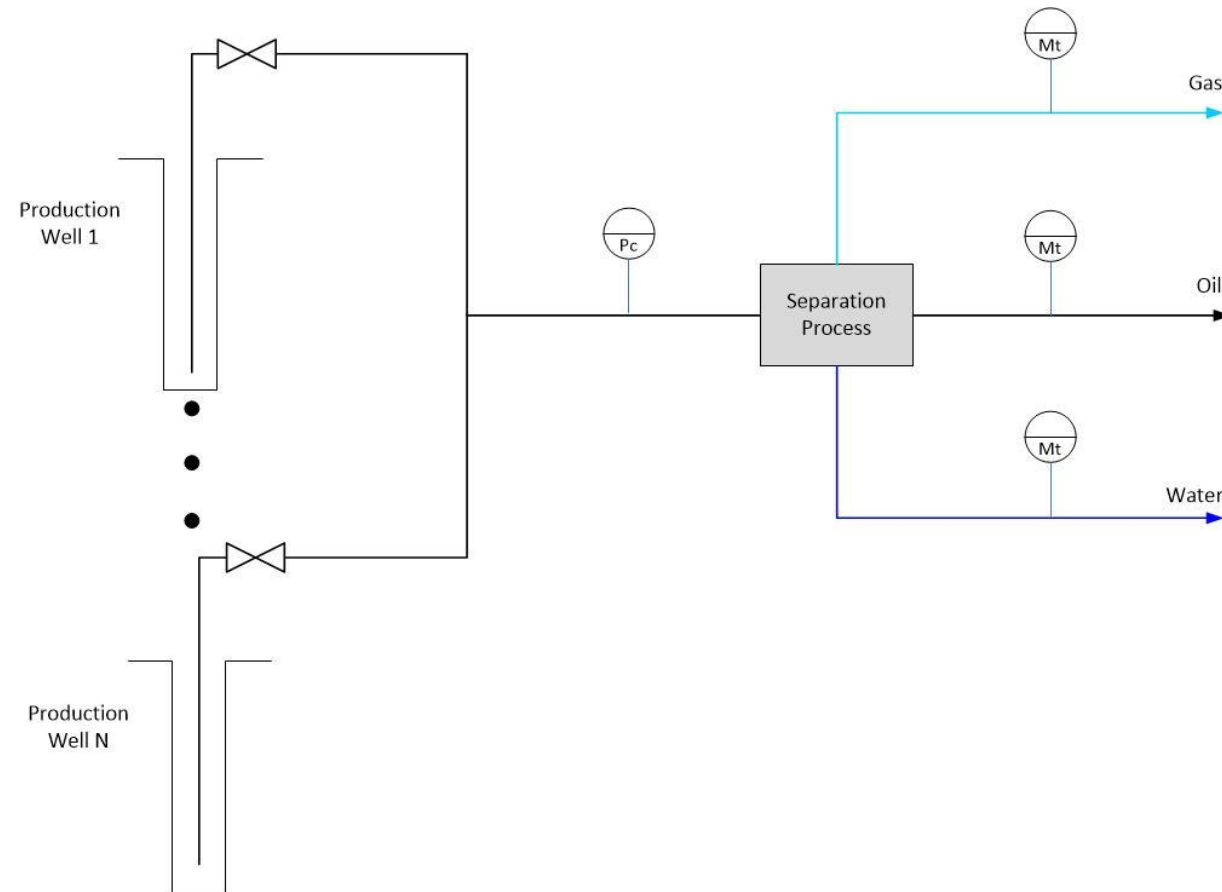 Mt
Gas
Production
Well 1
Pc
Mt
Separation
Process
Oil
Mt
Water
Production
Well N